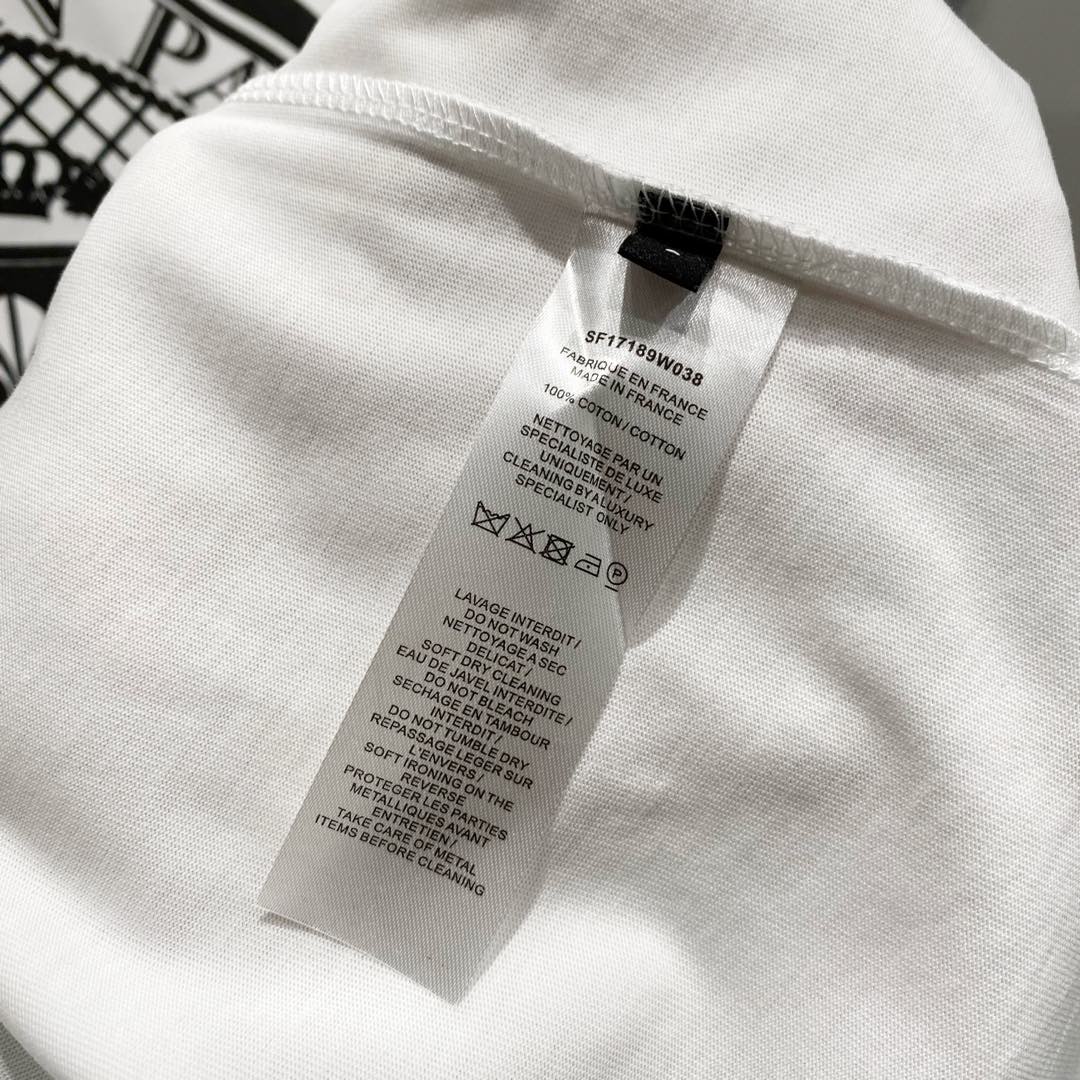 PA
SF17189W038
FABRIQUE EN FRANCE
MADE IN FRANCE
100% COTON / COTTON
NETTOYAGE PAR UN
SPECIALISTE DE LUXE
UNIQUEMENT /
CLEANING BY A LUXURY
SPECIALIST ONLY
P
LAVAGE INTERDIT /
DO NOT WASH
NETTOYAGE A SEC
DELICAT /
SOFT DRY CLEANING
EAU DE JAVEL INTERDITE /
DO NOT BLEACH
SECHAGE EN TAMBOUR
INTERDIT /
DO NOT TUMBLE DRY
REPASSAGE LEGER SUR
L'ENVERS /
SOFT IRONING ON THE
REVERSE
PROTEGER LES PARTIES
METALLIQUES AVANT
ENTRETIEN /
TAKE CARE OF METAL
ITEMS BEFORE CLEANING